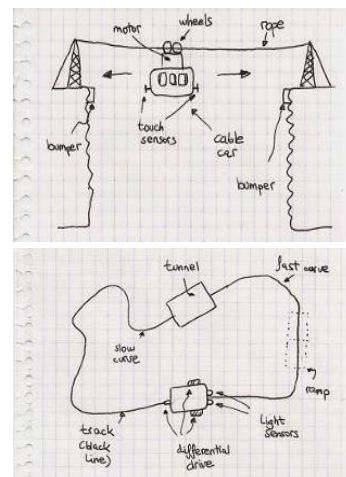 wheels
motor
rope
touch
sensors
cable
car
bumper
bumper
tunnel
fast curve
slow
curve
ramp
track
(black
line)
differential
drive
light
sensors